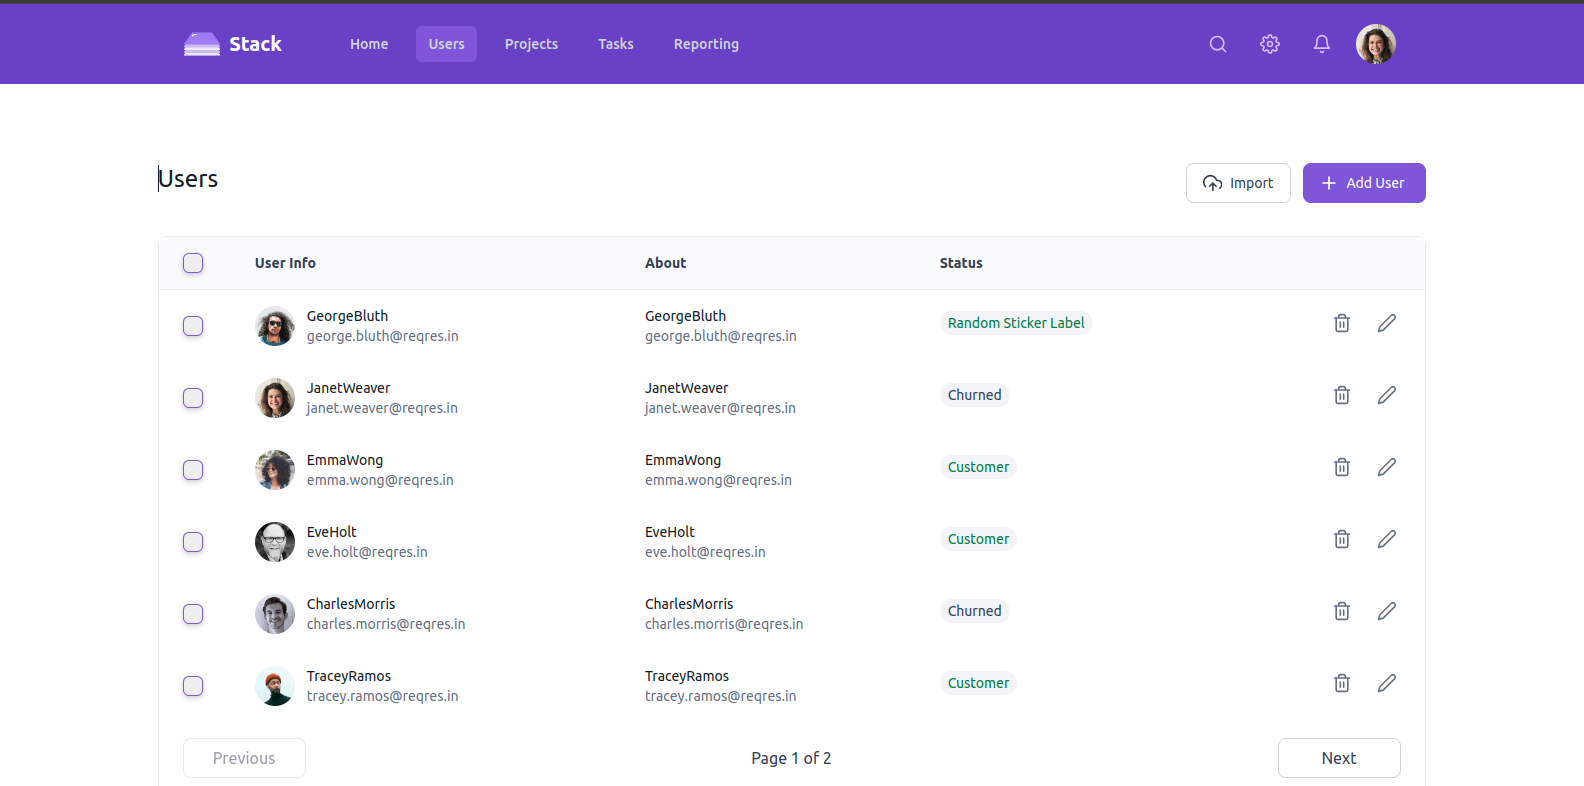 Stack Home Users Projects Tasks Reporting
Users Import Add User
User Info About Status
GeorgeBluth GeorgeBluth Random Sticker Label
george.bluth@reqres.in george.bluth@reqres.in
JanetWeaver JanetWeaver Churned
janet.weaver@reqres.in janet.weaver@reqres.in
EmmaWong EmmaWong Customer
emma.wong@reqres.in emma.wong@reqres.in
EveHolt EveHolt Customer
eve.holt@reqres.in eve.holt@reqres.in
CharlesMorris CharlesMorris Churned
charles.morris@reqres.in charles.morris@reqres.in
TraceyRamos TraceyRamos Customer
tracey.ramos@reqres.in tracey.ramos@reqres.in
Previous Page 1 of 2 Next